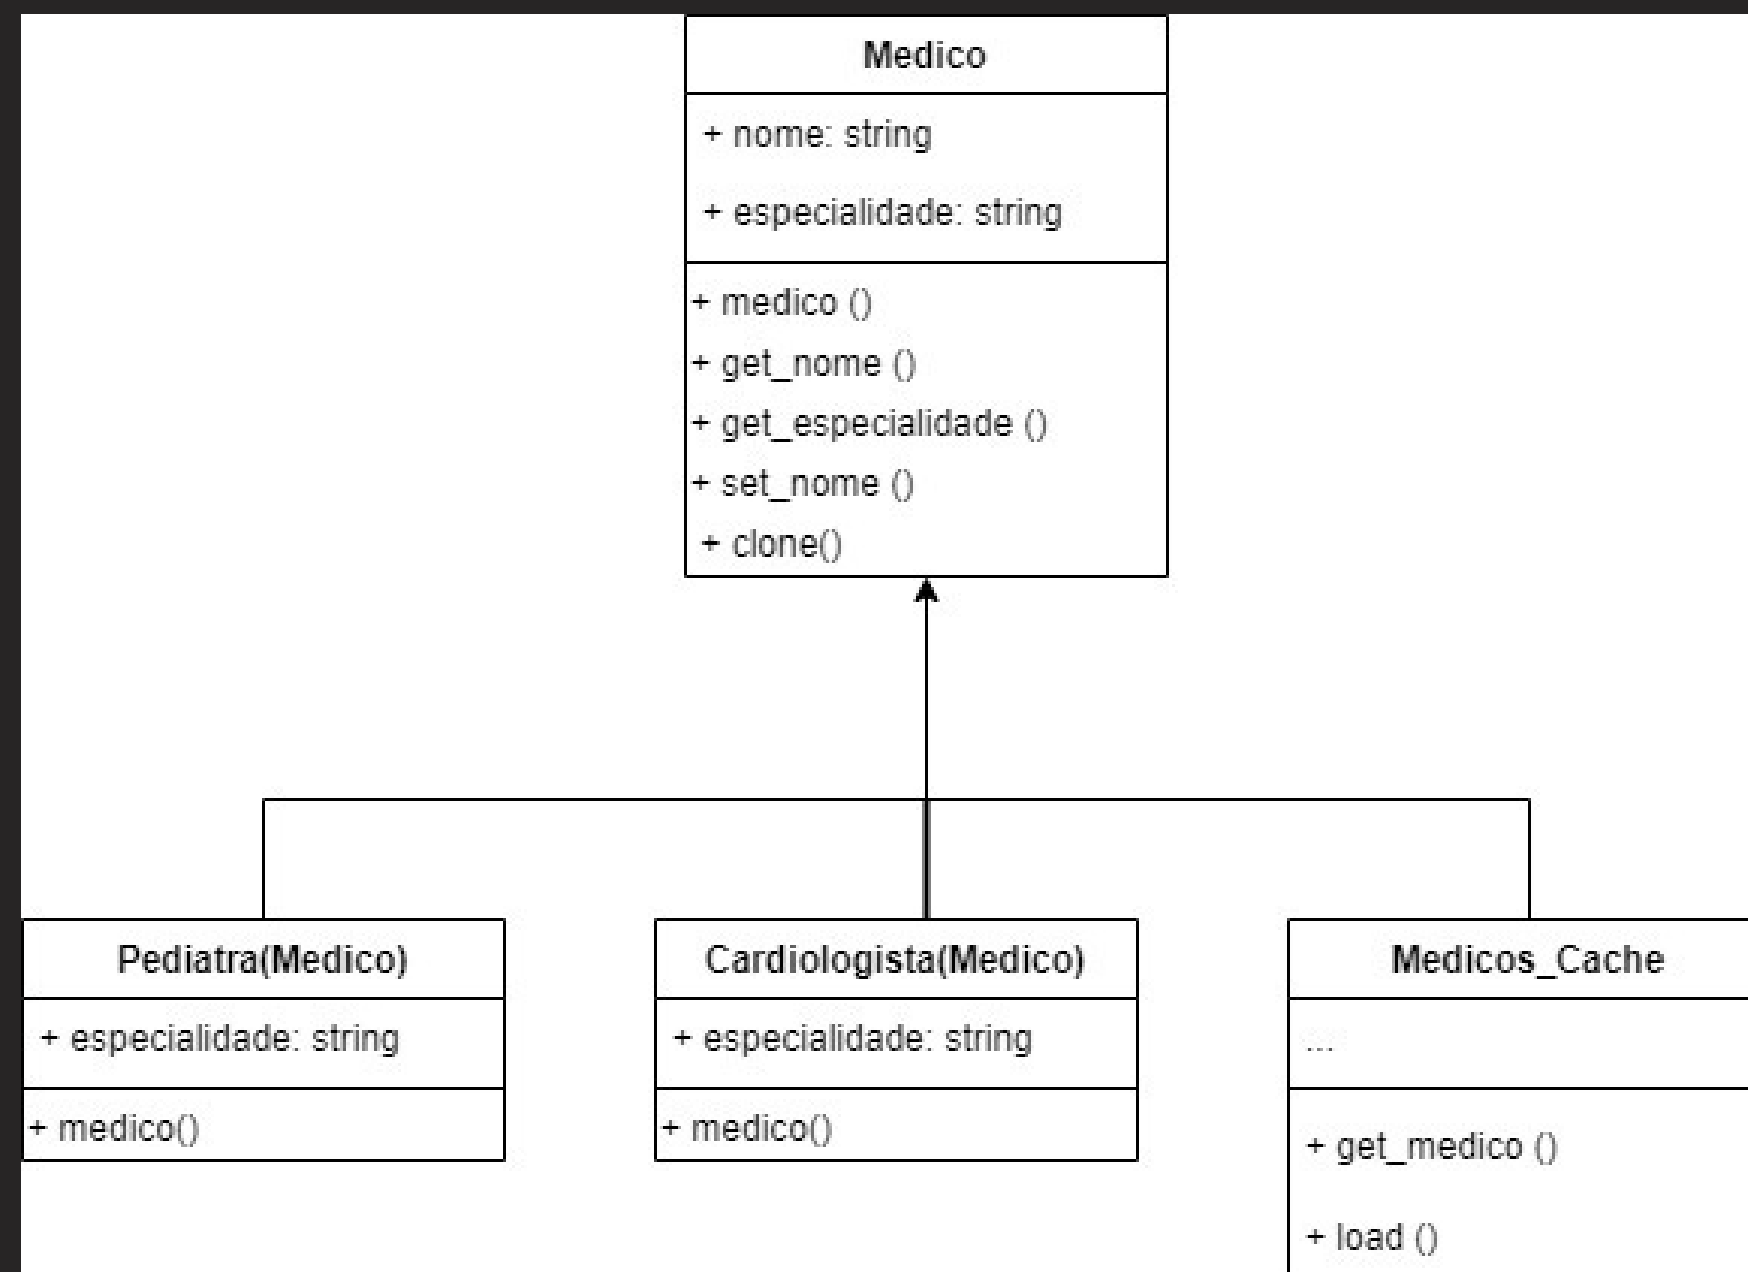 Medico
+ nome: string
+ especialidade: string
+ medico ()
+ get_nome ()
+ get_especialidade ()
+ set_nome ()
+ clone()
Pediatra(Medico)
+ especialidade: string
+ medico()
Cardiologista(Medico)
+ especialidade: string
+ medico()
Medicos_Cache
...
+ get_medico ()
+ load ()